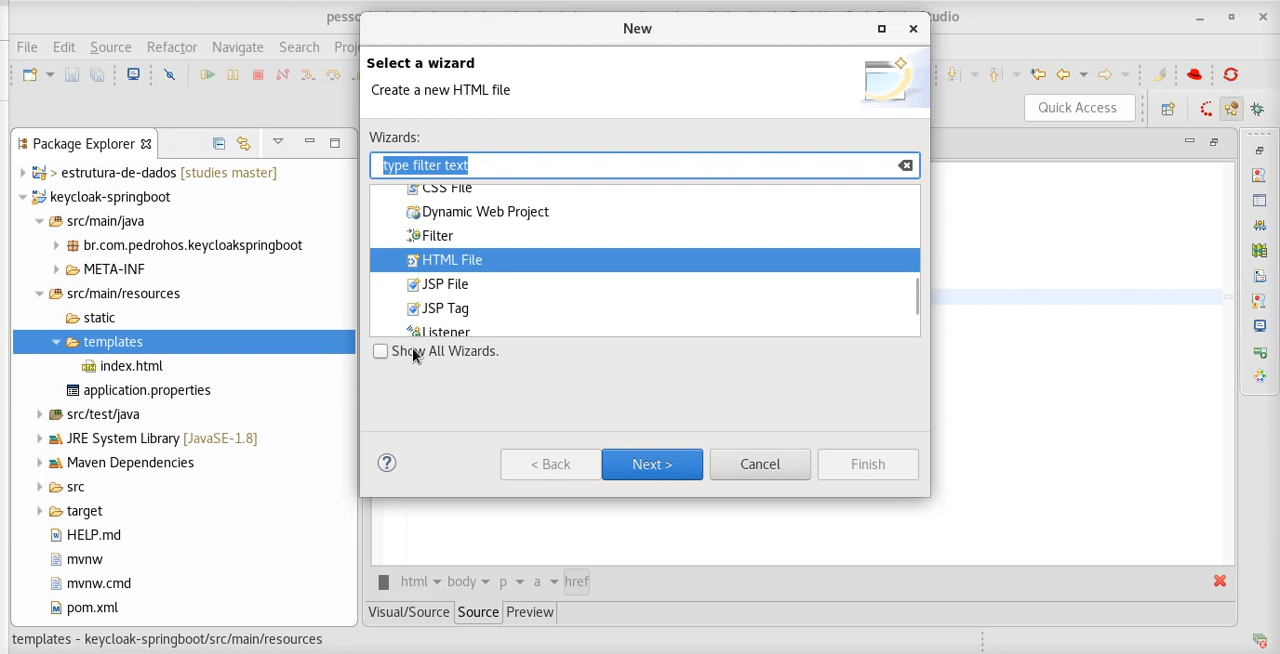 pesso
New
Studio
File Edit Source Refactor Navigate Search Proj
Select a wizard
Create a new HTML file
Quick Access
Package Explorer
Wizards:
type filter text
> estrutura-de-dados [studies master]
keycloak-springboot
src/main/java
br.com.pedrohos.keycloakspringboot
META-INF
src/main/resources
static
templates
index.html
application.properties
src/test/java
JRE System Library [JavaSE-1.8]
Maven Dependencies
src
target
HELP.md
mvnw
mvnw.cmd
pom.xml
CSS File
Dynamic Web Project
Filter
HTML File
JSP File
JSP Tag
Listener
Show All Wizards.
< Back Next > Cancel Finish
html body p a href
Visual/Source Source Preview
templates - keycloak-springboot/src/main/resources